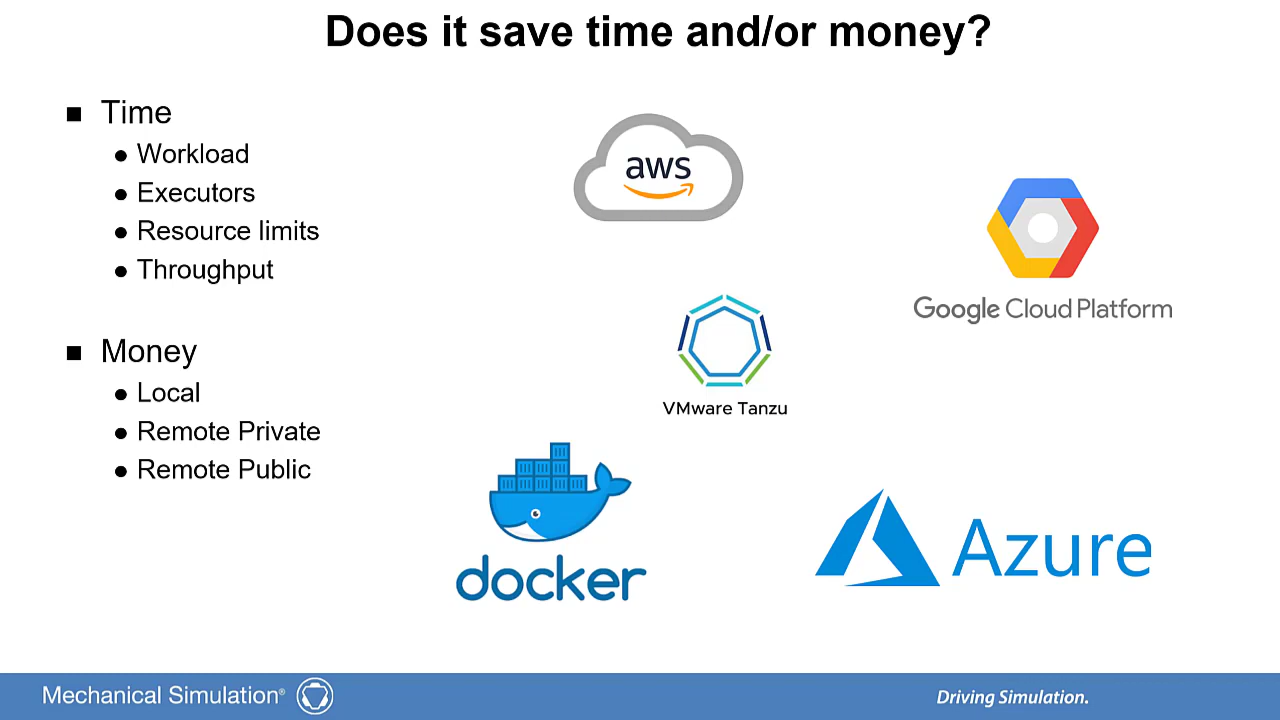 Does it save time and/or money?
■ Time
● Workload
● Executors
● Resource limits
● Throughput
■ Money
● Local
● Remote Private
● Remote Public
aws
Google Cloud Platform
VMware Tanzu
docker
Azure
Mechanical Simulation®
Driving Simulation.